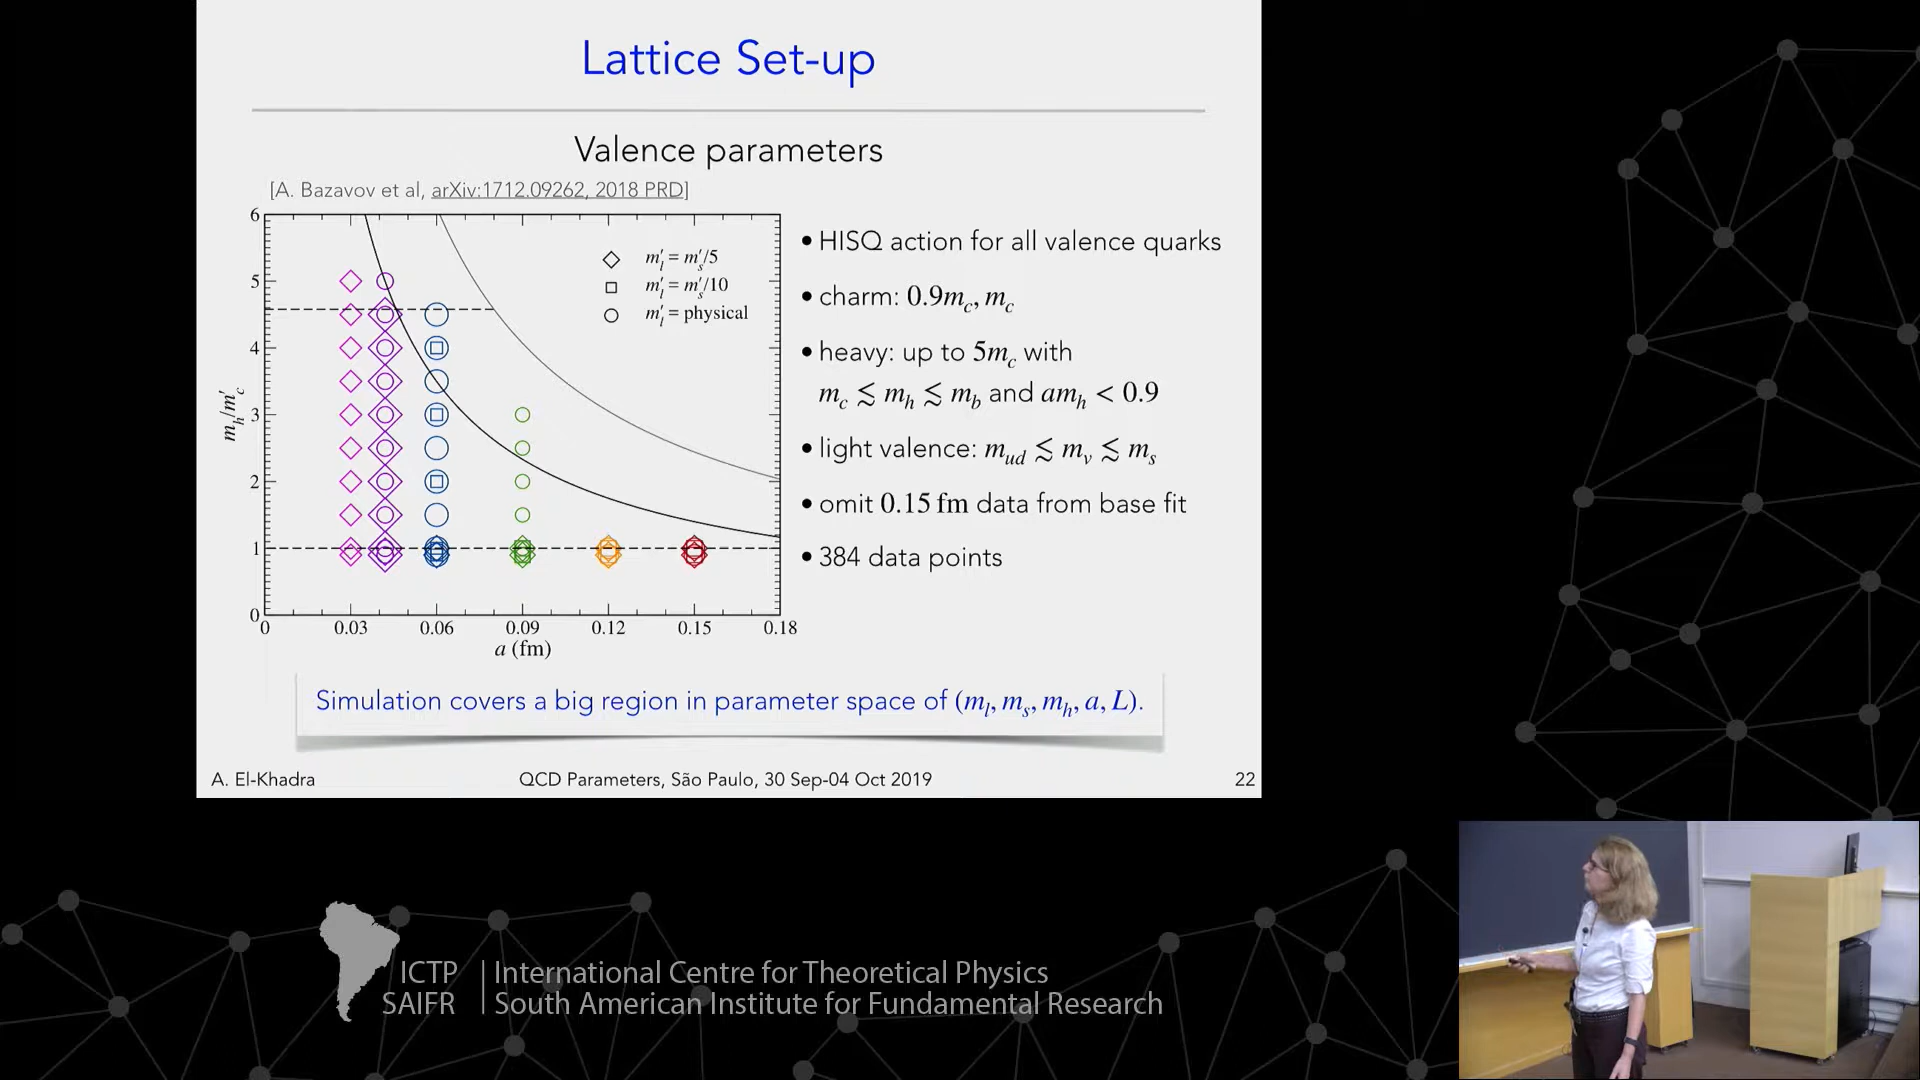 Lattice Set-up
Valence parameters
[A. Bazavov et al, arXiv:1712.09262, 2018 PRD]
6
5
4
3
2
1
0
m_h/m'_c
m'_l = m'_s/5
m'_l = m'_s/10
m'_l = physical
0 0.03 0.06 0.09 0.12 0.15 0.18
a (fm)
• HISQ action for all valence quarks
• charm: 0.9m_c, m_c
• heavy: up to 5m_c with
m_c ≲ m_h ≲ m_b and am_h < 0.9
• light valence: m_ud ≲ m_v ≲ m_s
• omit 0.15 fm data from base fit
• 384 data points
Simulation covers a big region in parameter space of (m_l, m_s, m_h, a, L).
A. El-Khadra QCD Parameters, São Paulo, 30 Sep-04 Oct 2019 22
ICTP International Centre for Theoretical Physics
SAIFR South American Institute for Fundamental Research